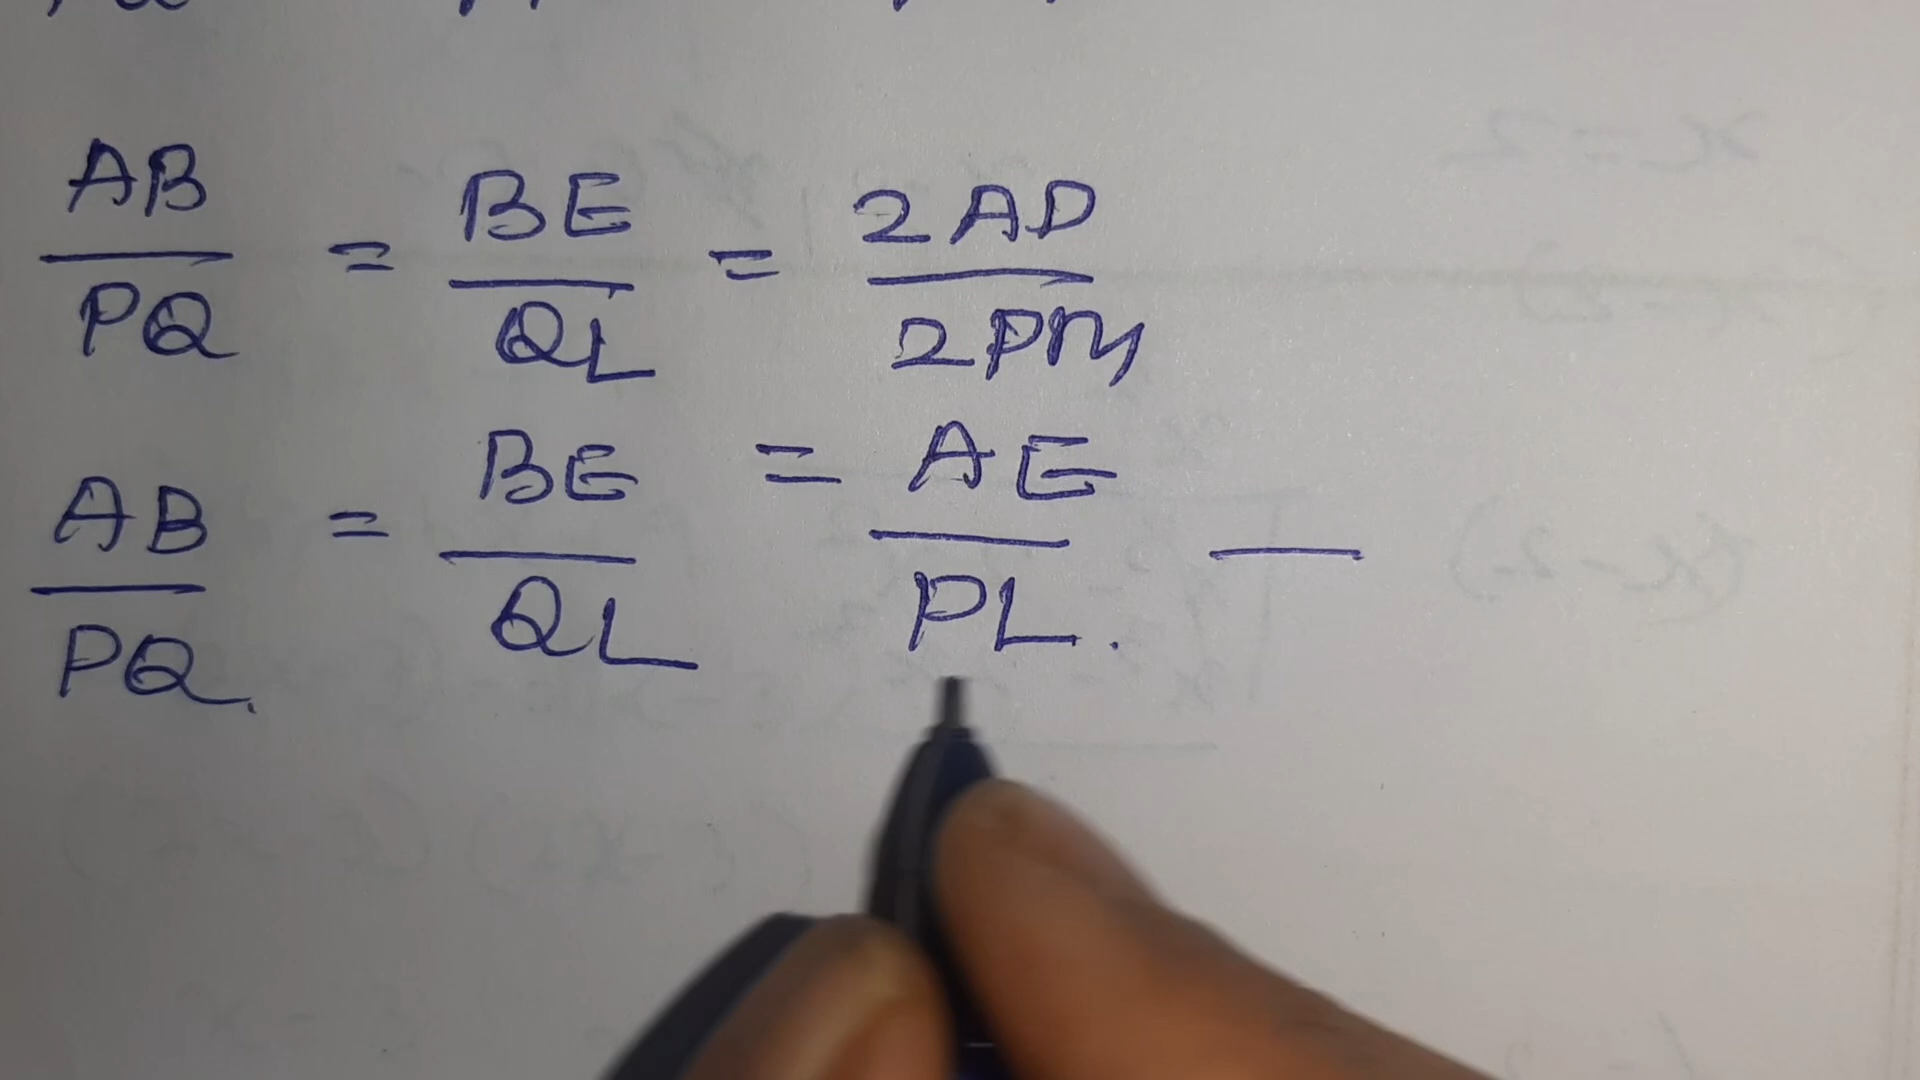 AB/PQ = BE/QL = 2AD/2PM
AB/PQ. = BE/QL = AE/PL. —